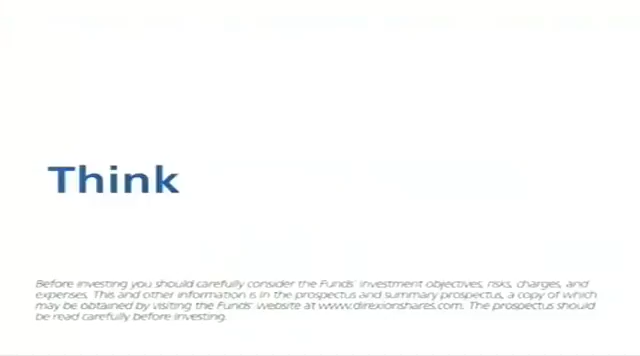 Think
Before investing you should carefully consider the Funds' investment objectives, risks, charges, and
expenses. This and other information is in the prospectus and summary prospectus, a copy of which
may be obtained by visiting the Funds' website at www.direxionshares.com. The prospectus should
be read carefully before investing.